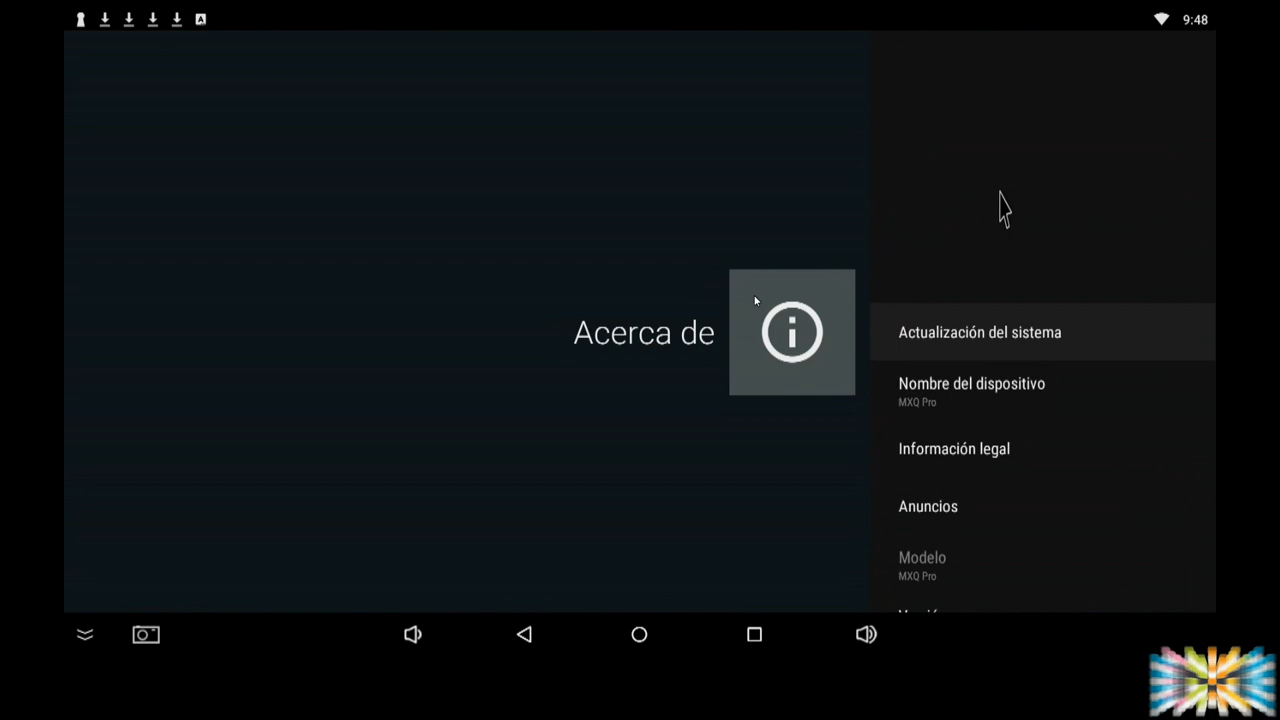 9:48
Acerca de
Actualización del sistema
Nombre del dispositivo
MXQ Pro
Información legal
Anuncios
Modelo
MXQ Pro